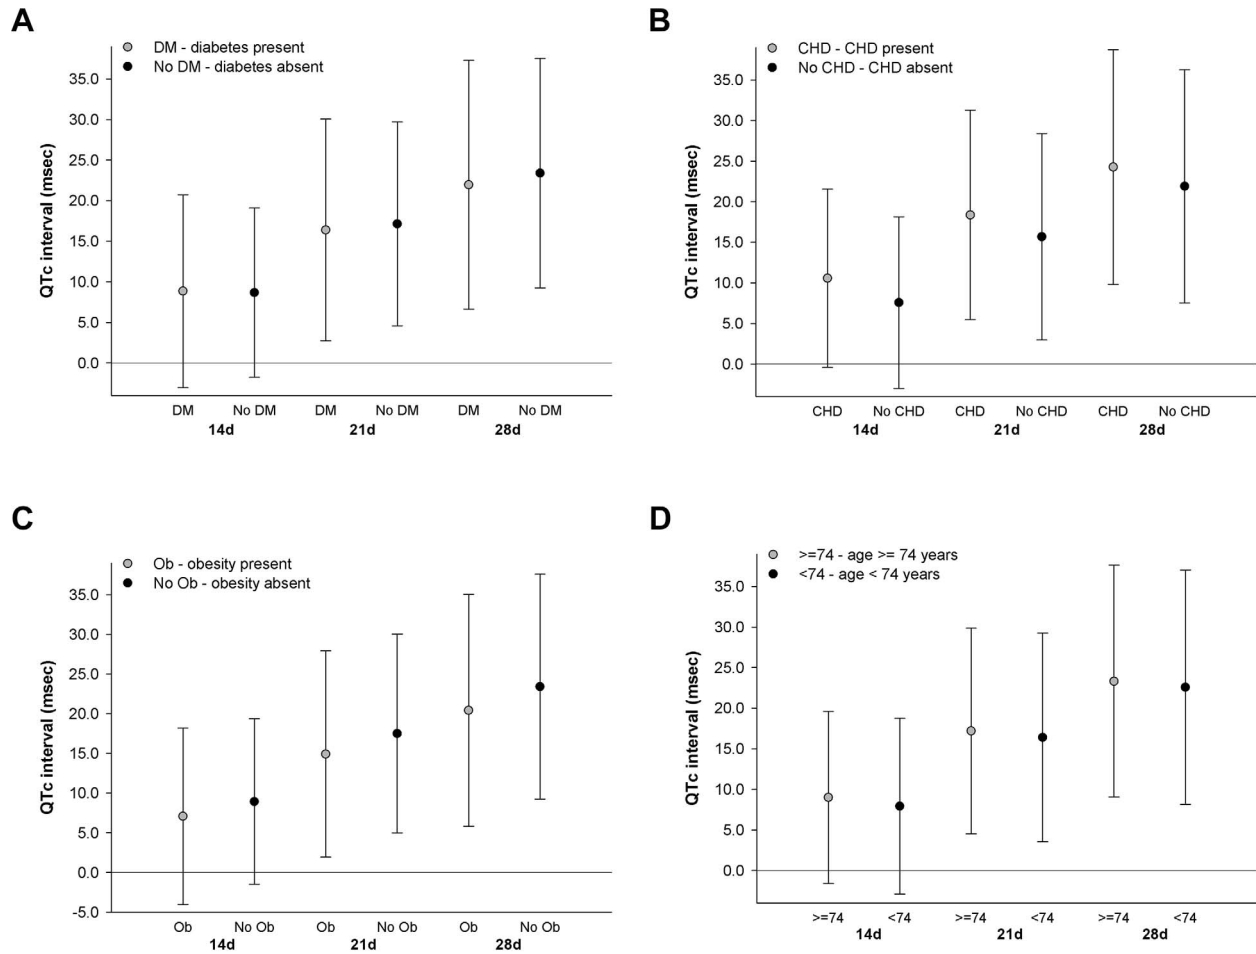 A
DM - diabetes present
No DM - diabetes absent
QTc interval (msec)
35.0
30.0
25.0
20.0
15.0
10.0
5.0
0.0
DM No DM DM No DM DM No DM
14d 21d 28d
B
CHD - CHD present
No CHD - CHD absent
QTc interval (msec)
35.0
30.0
25.0
20.0
15.0
10.0
5.0
0.0
CHD No CHD CHD No CHD CHD No CHD
14d 21d 28d
C
Ob - obesity present
No Ob - obesity absent
QTc interval (msec)
35.0
30.0
25.0
20.0
15.0
10.0
5.0
0.0
-5.0
Ob No Ob Ob No Ob Ob No Ob
14d 21d 28d
D
>=74 - age >= 74 years
<74 - age < 74 years
QTc interval (msec)
35.0
30.0
25.0
20.0
15.0
10.0
5.0
0.0
>=74 <74 >=74 <74 >=74 <74
14d 21d 28d